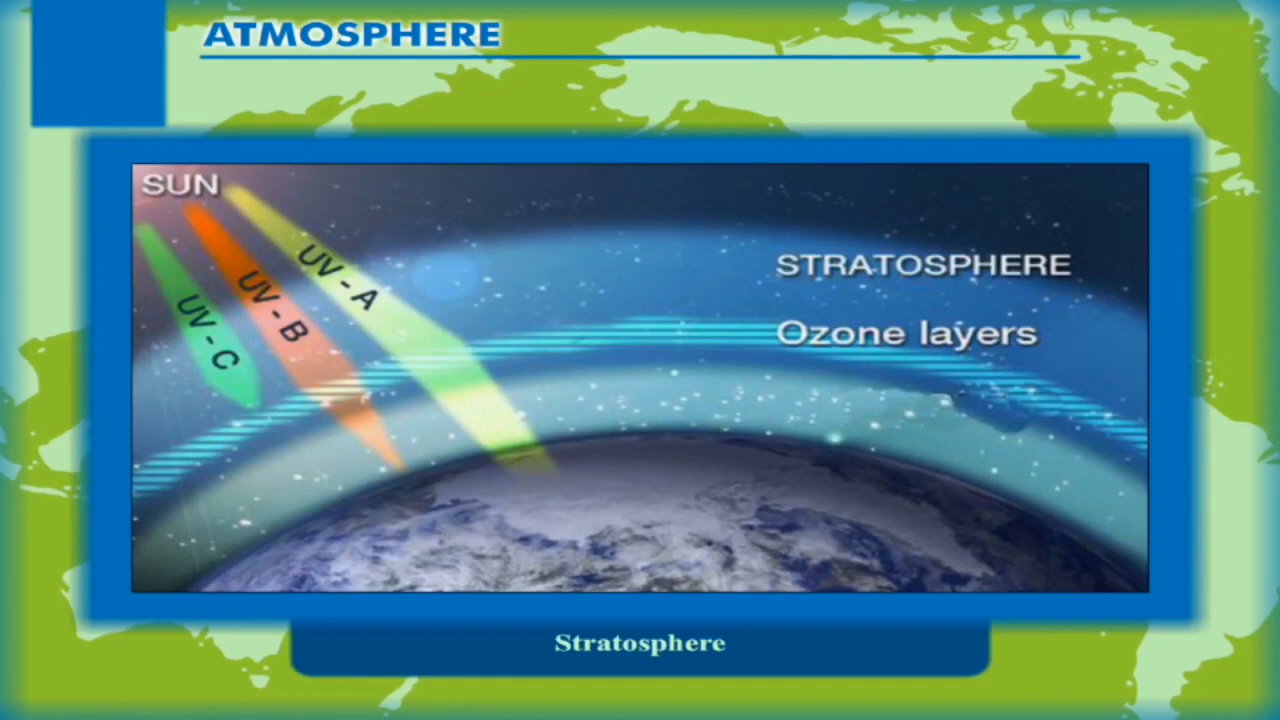 ATMOSPHERE
SUN
UV - A
UV - B
UV - C
STRATOSPHERE
Ozone layers
Stratosphere